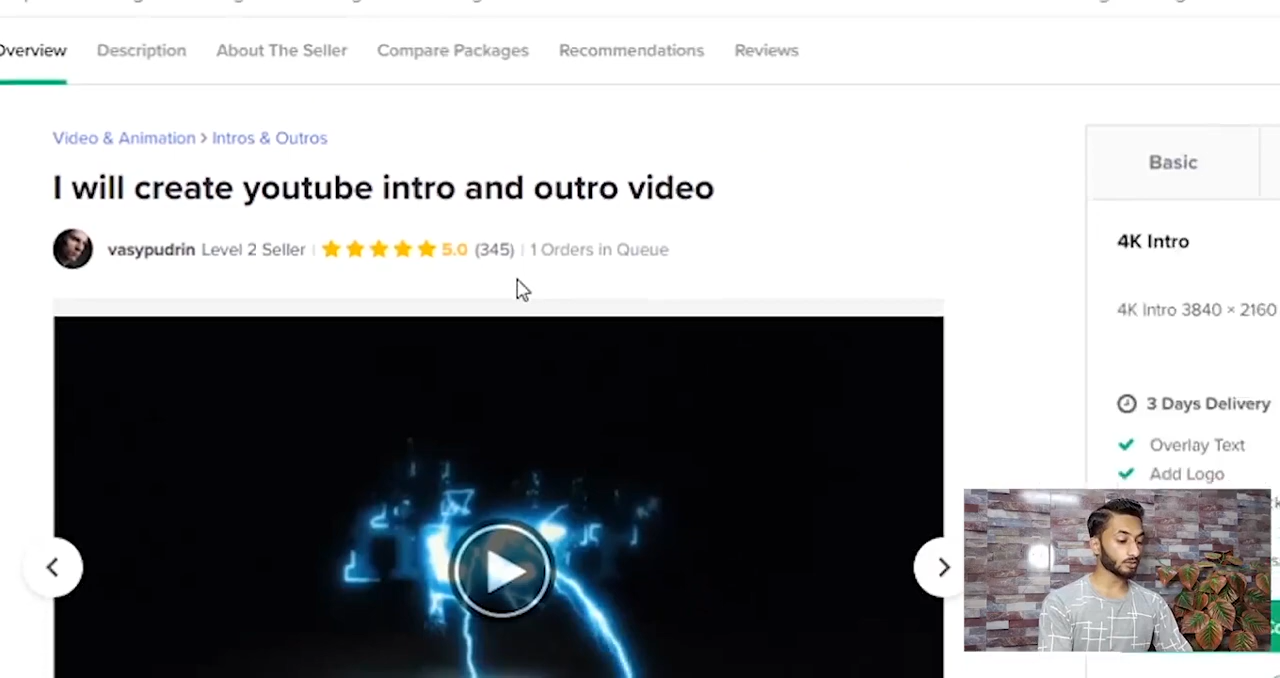 Overview Description About The Seller Compare Packages Recommendations Reviews
Video & Animation > Intros & Outros
I will create youtube intro and outro video
vasypudrin Level 2 Seller | 5.0 (345) | 1 Orders in Queue
Basic
4K Intro
4K Intro 3840 × 2160
3 Days Delivery
Overlay Text
Add Logo